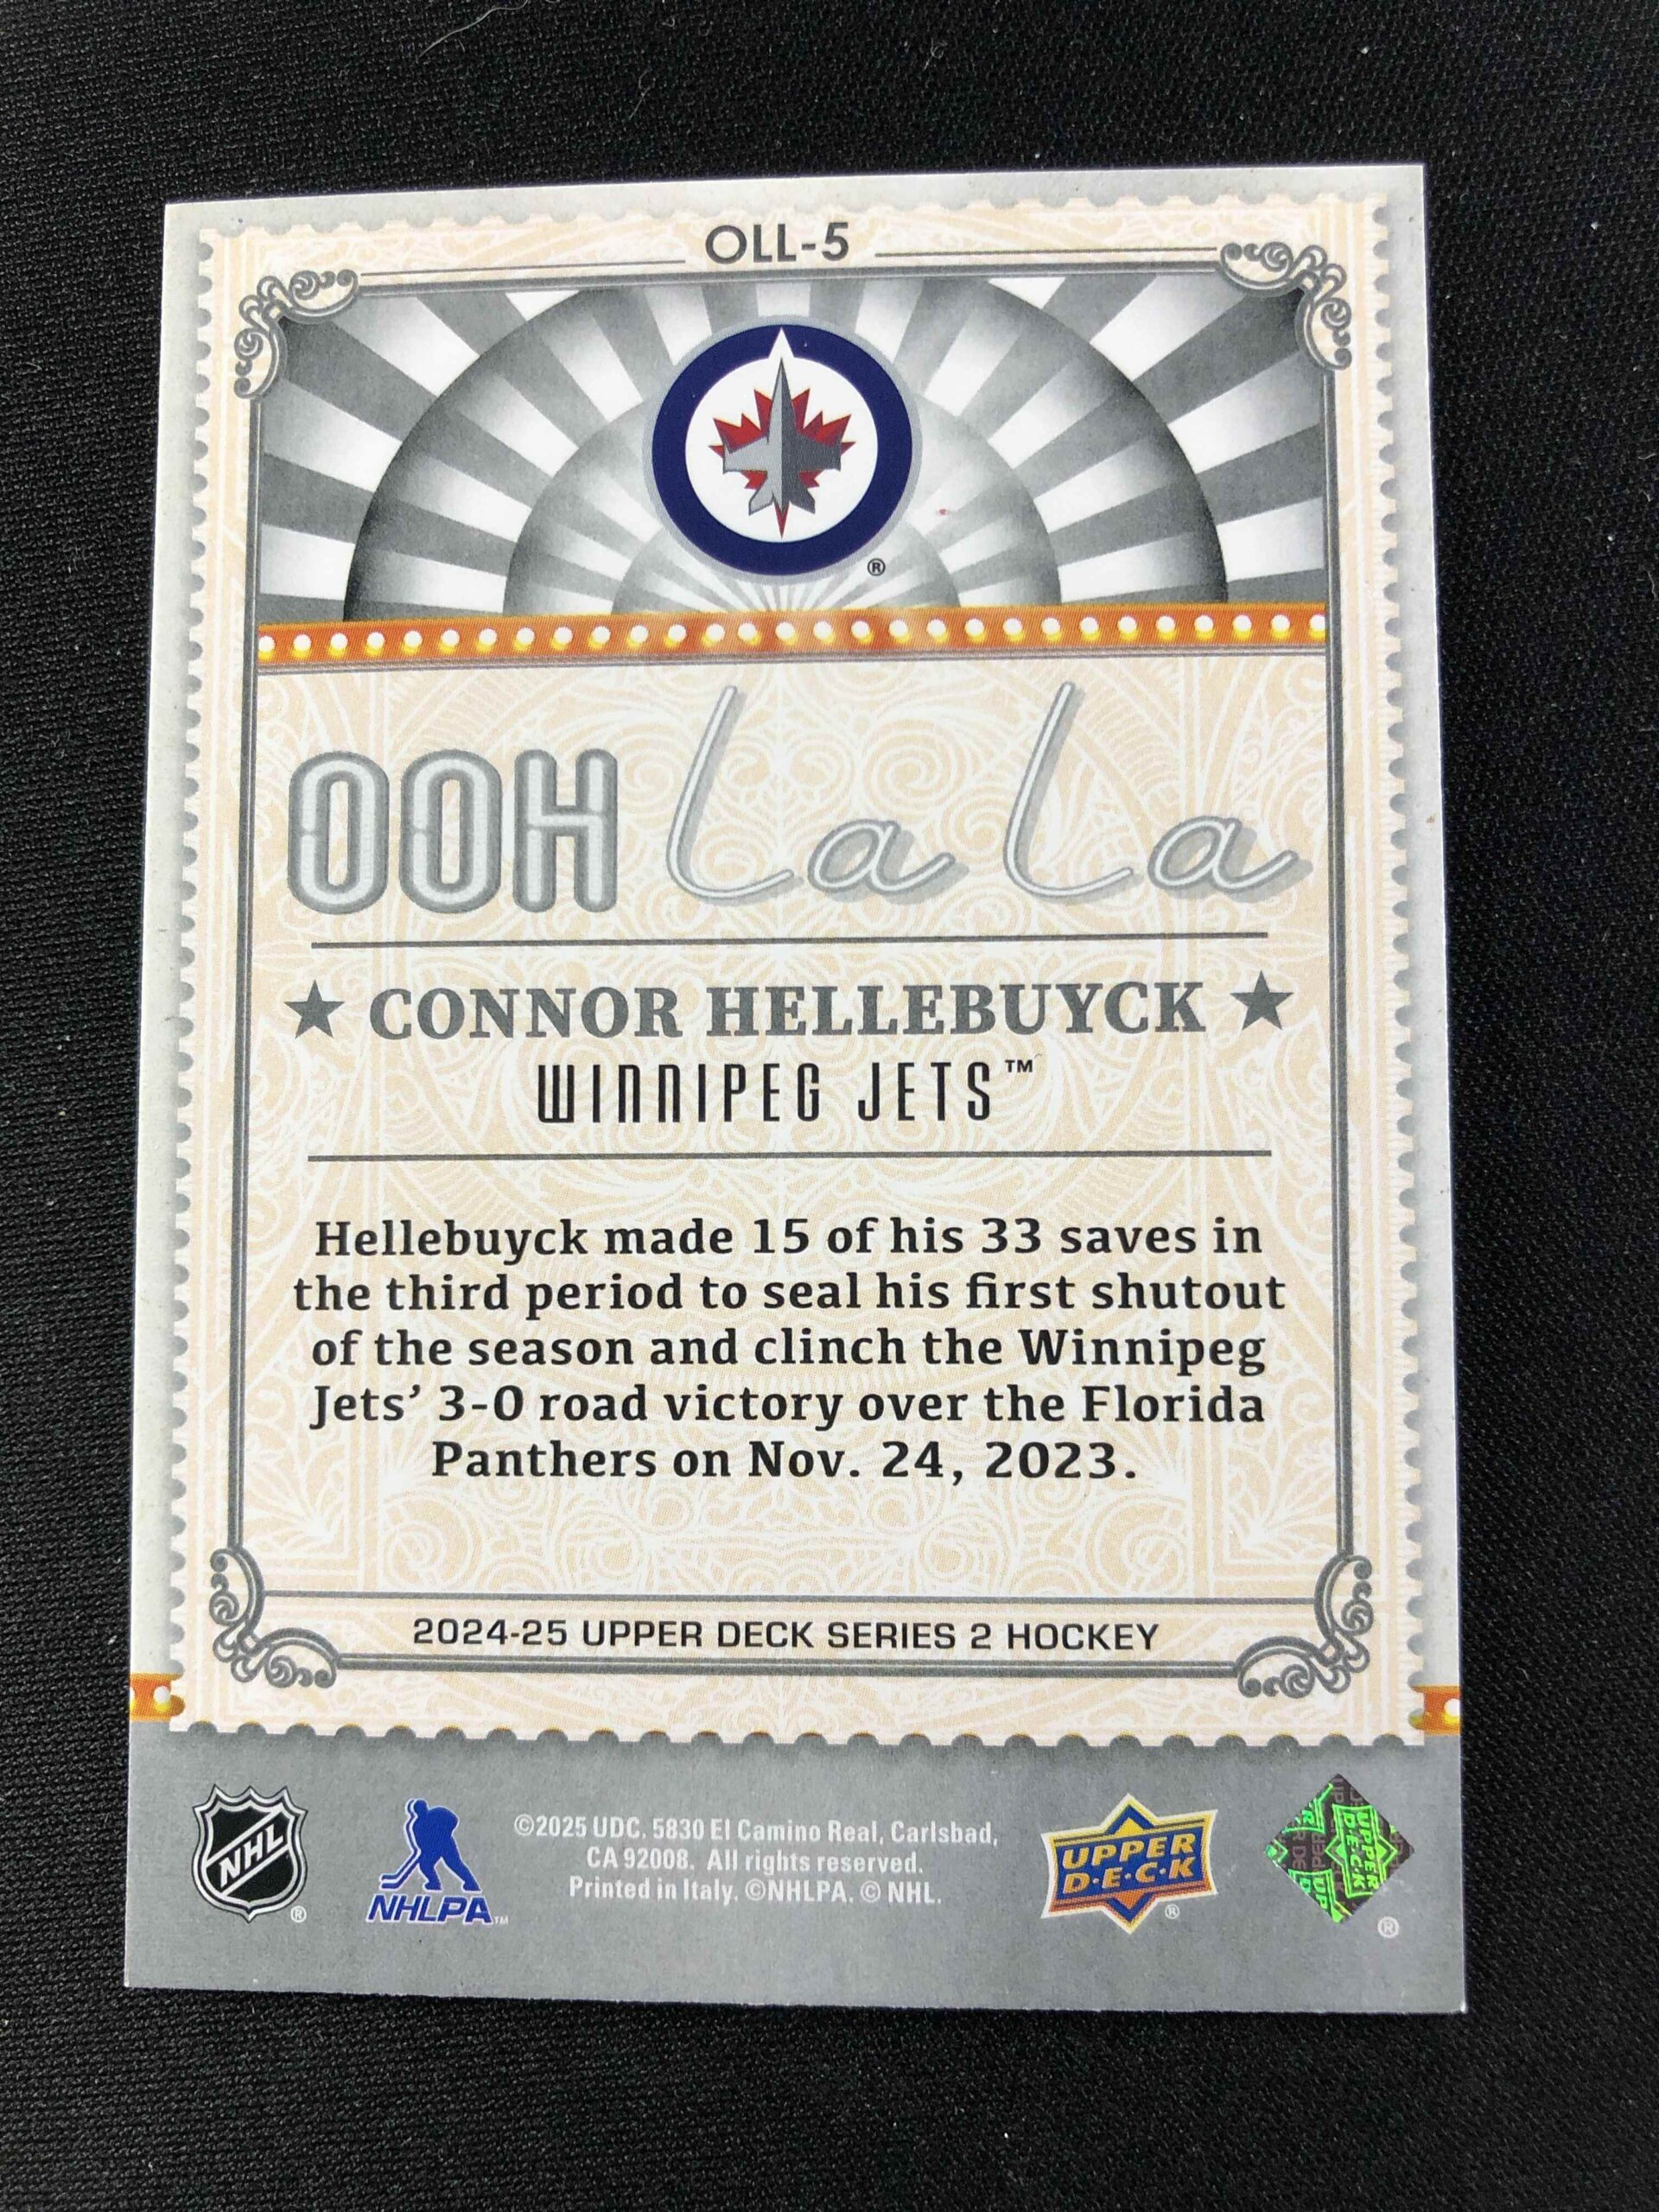 OLL-5
®
OOH La La
★ CONNOR HELLEBUYCK ★
WINNIPEG JETS™
Hellebuyck made 15 of his 33 saves in
the third period to seal his first shutout
of the season and clinch the Winnipeg
Jets’ 3-0 road victory over the Florida
Panthers on Nov. 24, 2023.
2024-25 UPPER DECK SERIES 2 HOCKEY
NHL ®
NHLPA™
©2025 UDC. 5830 El Camino Real, Carlsbad,
CA 92008. All rights reserved.
Printed in Italy. ©NHLPA. © NHL.
UPPER
D·E·C·K ®
UPPER
D.E.C.K
®